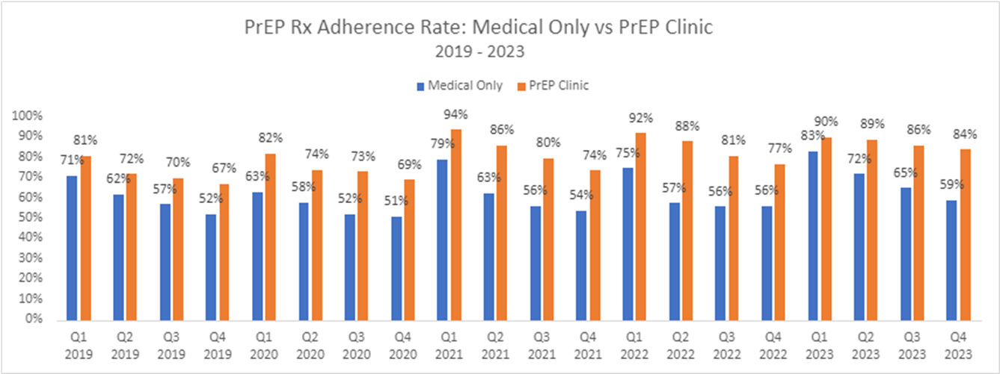 PrEP Rx Adherence Rate: Medical Only vs PrEP Clinic
2019 - 2023
Medical Only PrEP Clinic
100%
90%
80%
70%
60%
50%
40%
30%
20%
10%
0%
71% 81% 62% 72% 57% 70% 52% 67% 63% 82% 58% 74% 52% 73% 51% 69% 79% 94% 63% 86% 56% 80% 54% 74% 75% 92% 57% 88% 56% 81% 56% 77% 83% 90% 72% 89% 65% 86% 59% 84%
Q1 Q2 Q3 Q4 Q1 Q2 Q3 Q4 Q1 Q2 Q3 Q4 Q1 Q2 Q3 Q4 Q1 Q2 Q3 Q4
2019 2019 2019 2019 2020 2020 2020 2020 2021 2021 2021 2021 2022 2022 2022 2022 2023 2023 2023 2023